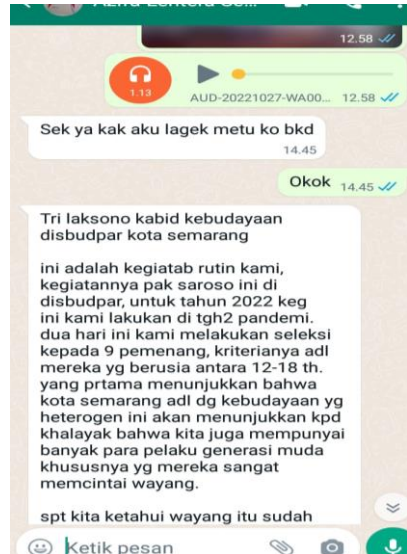 12.58
1.13
AUD-20221027-WA00... 12.58
Sek ya kak aku lagek metu ko bkd
14.45
Okok 14.45
Tri laksono kabid kebudayaan
disbudpar kota semarang
ini adalah kegiatab rutin kami,
kegiatannya pak saroso ini di
disbudpar, untuk tahun 2022 keg
ini kami lakukan di tgh2 pandemi.
dua hari ini kami melakukan seleksi
kepada 9 pemenang, kriterianya adl
mereka yg berusia antara 12-18 th.
yang prtama menunjukkan bahwa
kota semarang adl dg kebudayaan yg
heterogen ini akan menunjukkan kpd
khalayak bahwa kita juga mempunyai
banyak para pelaku generasi muda
khususnya yg mereka sangat
memcintai wayang.
spt kita ketahui wayang itu sudah
Ketik pesan